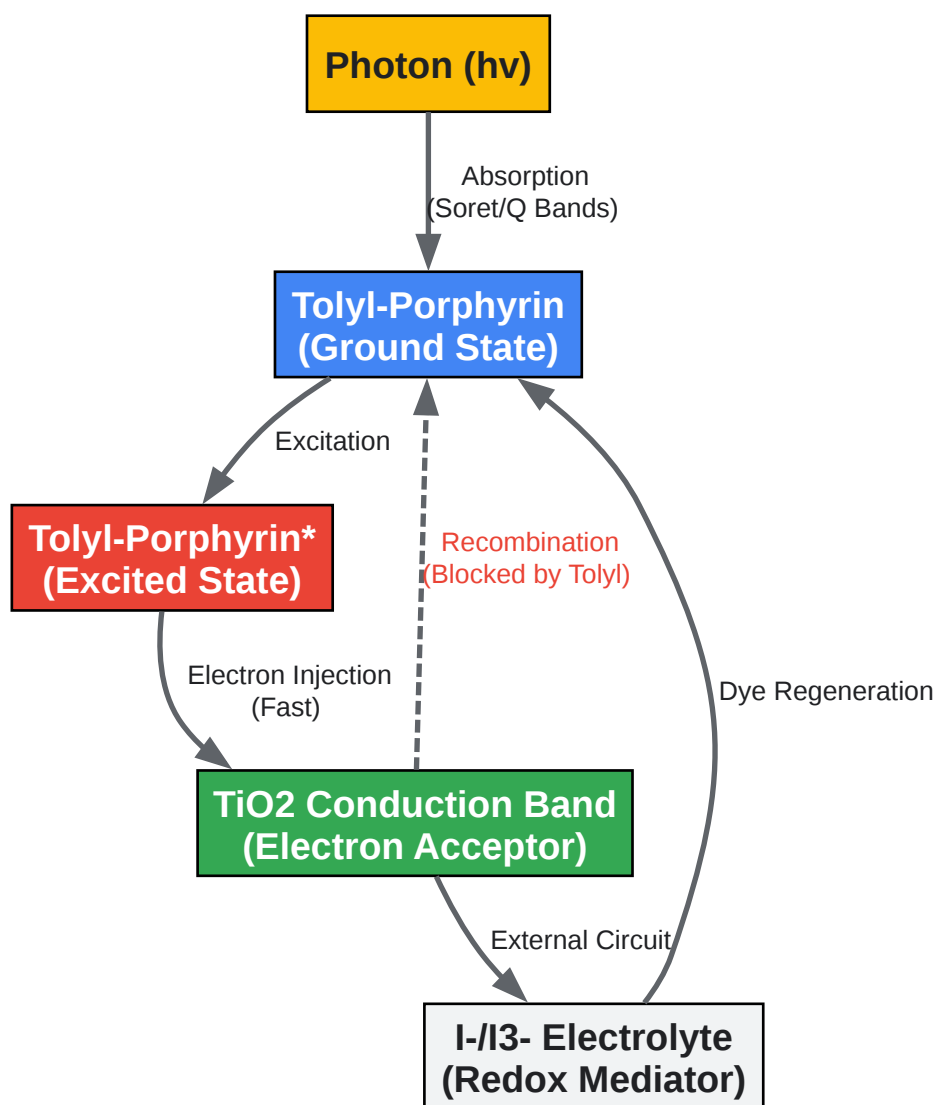 Photon (hv)
Absorption
(Soret/Q Bands)
Tolyl-Porphyrin
(Ground State)
Excitation
Tolyl-Porphyrin*
(Excited State)
Recombination
(Blocked by Tolyl)
Electron Injection
(Fast)
Dye Regeneration
TiO2 Conduction Band
(Electron Acceptor)
External Circuit
I-/I3- Electrolyte
(Redox Mediator)